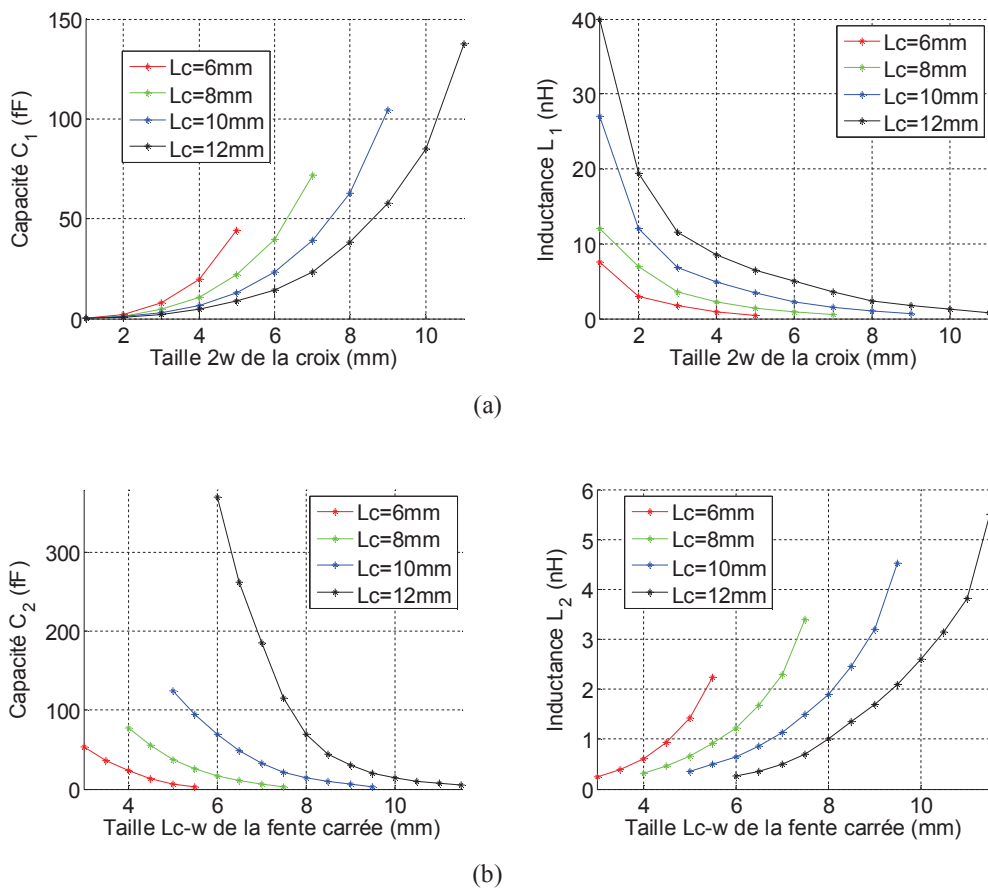 150
100
50
0
Capacité C1 (fF)
Lc=6mm
Lc=8mm
Lc=10mm
Lc=12mm
2 4 6 8 10
Taille 2w de la croix (mm)
40
30
20
10
0
Inductance L1 (nH)
Lc=6mm
Lc=8mm
Lc=10mm
Lc=12mm
2 4 6 8 10
Taille 2w de la croix (mm)
(a)
300
200
100
0
Capacité C2 (fF)
Lc=6mm
Lc=8mm
Lc=10mm
Lc=12mm
4 6 8 10
Taille Lc-w de la fente carrée (mm)
6
5
4
3
2
1
0
Inductance L2 (nH)
Lc=6mm
Lc=8mm
Lc=10mm
Lc=12mm
4 6 8 10
Taille Lc-w de la fente carrée (mm)
(b)